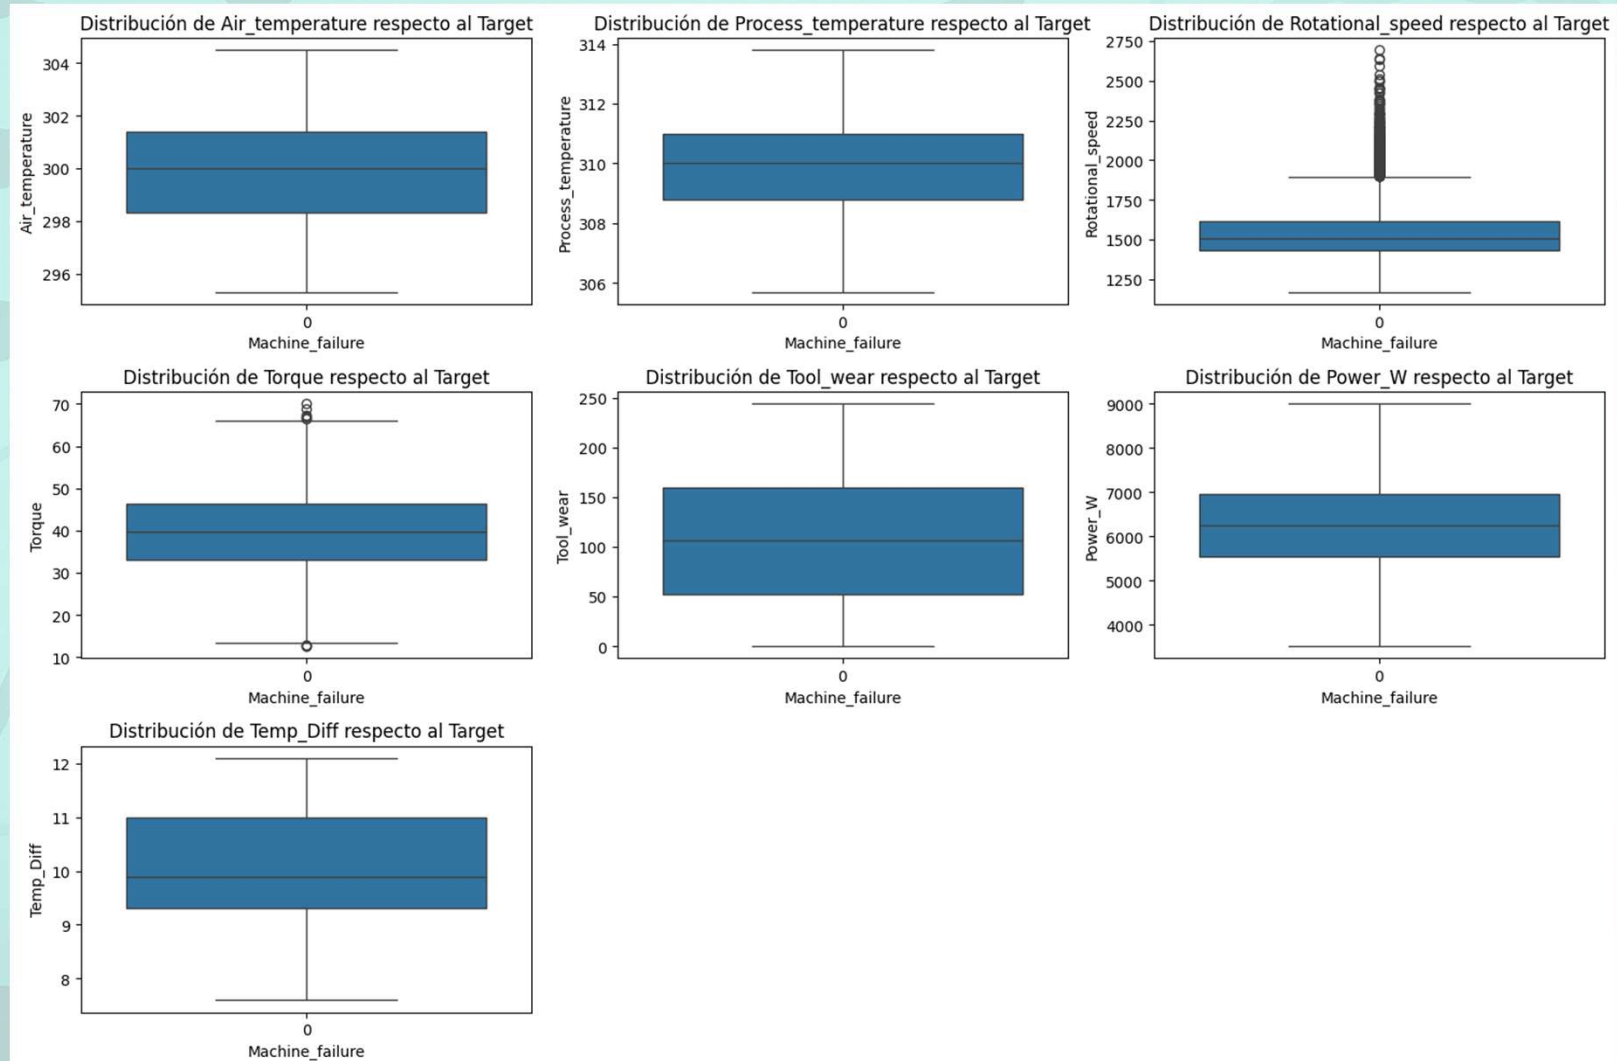 Distribución de Air_temperature respecto al Target
304
302
300
298
296
Air_temperature
0
Machine_failure
Distribución de Process_temperature respecto al Target
314
312
310
308
306
Process_temperature
0
Machine_failure
Distribución de Rotational_speed respecto al Target
2750
2500
2250
2000
1750
1500
1250
Rotational_speed
0
Machine_failure
Distribución de Torque respecto al Target
70
60
50
40
30
20
10
Torque
0
Machine_failure
Distribución de Tool_wear respecto al Target
250
200
150
100
50
0
Tool_wear
0
Machine_failure
Distribución de Power_W respecto al Target
9000
8000
7000
6000
5000
4000
Power_W
0
Machine_failure
Distribución de Temp_Diff respecto al Target
12
11
10
9
8
Temp_Diff
0
Machine_failure